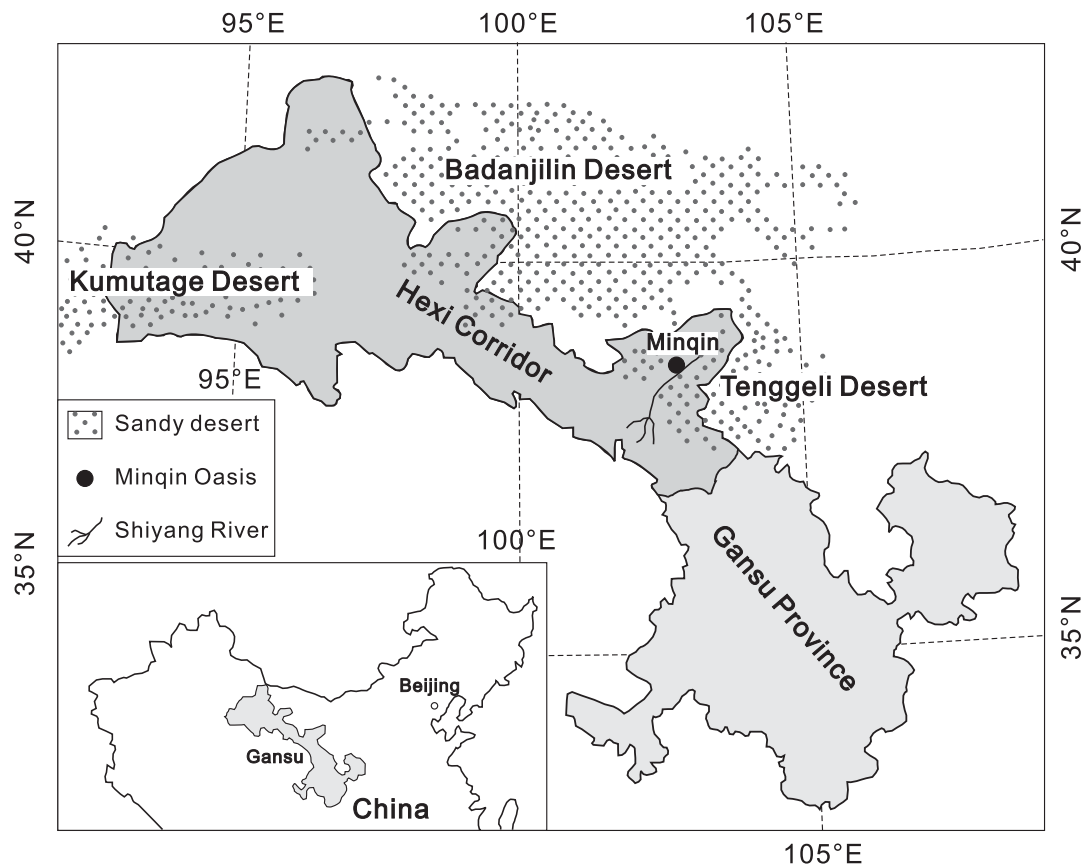 95°E
100°E
105°E
40°N
40°N
Badanjilin Desert
Kumutage Desert
Hexi Corridor
Minqin
95°E
Tenggeli Desert
Sandy desert
Minqin Oasis
Shiyang River
100°E
35°N
35°N
Gansu Province
Beijing
Gansu
China
105°E